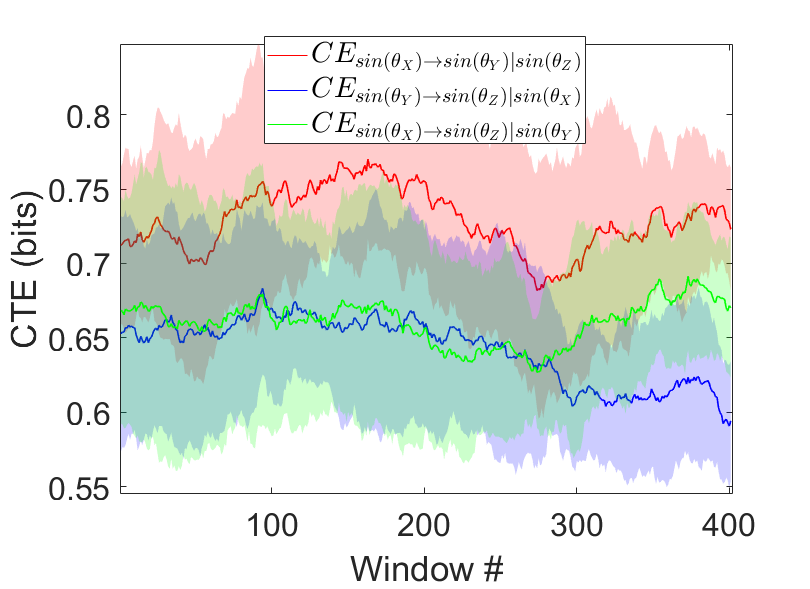 CE_{sin(θ_X)→sin(θ_Y)|sin(θ_Z)}
CE_{sin(θ_Y)→sin(θ_Z)|sin(θ_X)}
CE_{sin(θ_X)→sin(θ_Z)|sin(θ_Y)}
0.8
0.75
0.7
0.65
0.6
0.55
CTE (bits)
100 200 300 400
Window #